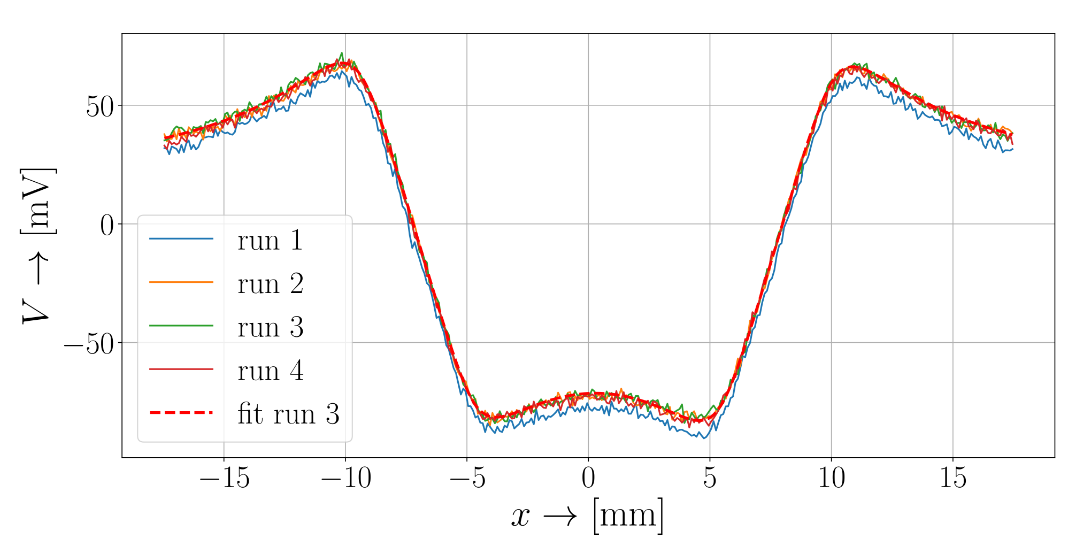 50
0
−50
V → [mV]
run 1
run 2
run 3
run 4
fit run 3
−15 −10 −5 0 5 10 15
x → [mm]